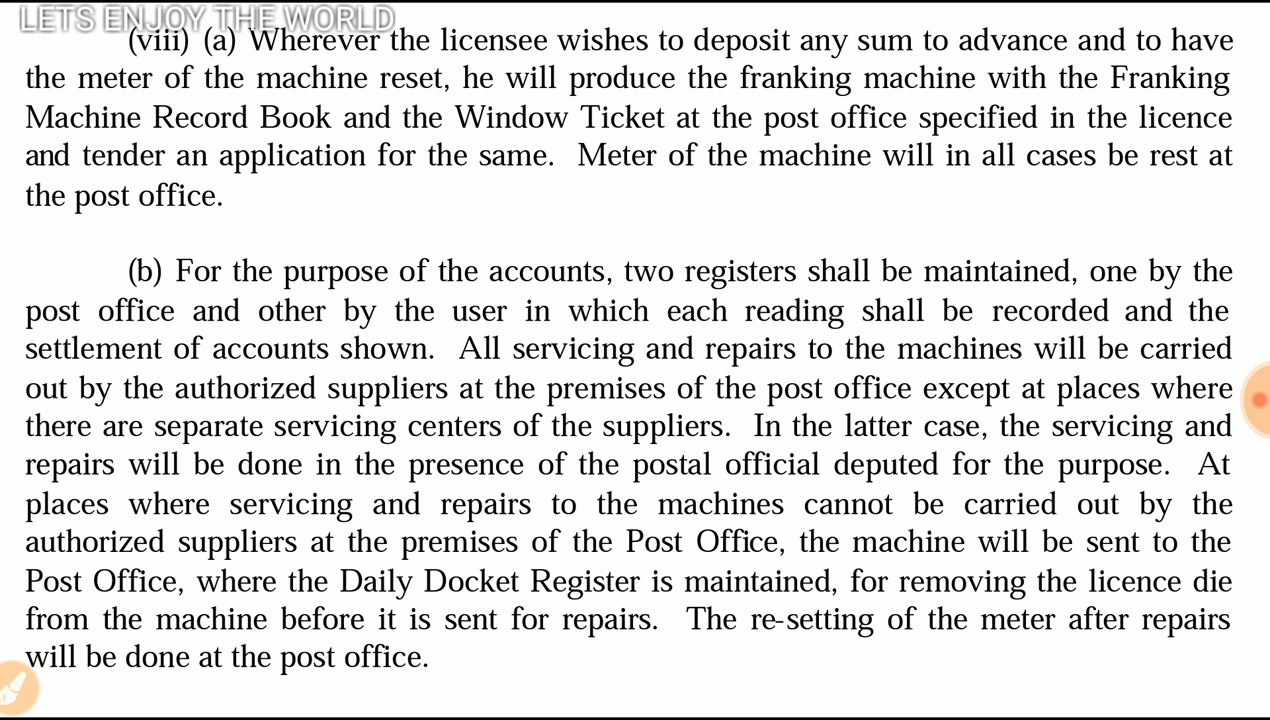 LETS ENJOY THE WORLD
(viii) (a) Wherever the licensee wishes to deposit any sum to advance and to have
the meter of the machine reset, he will produce the franking machine with the Franking
Machine Record Book and the Window Ticket at the post office specified in the licence
and tender an application for the same. Meter of the machine will in all cases be rest at
the post office.
(b) For the purpose of the accounts, two registers shall be maintained, one by the
post office and other by the user in which each reading shall be recorded and the
settlement of accounts shown. All servicing and repairs to the machines will be carried
out by the authorized suppliers at the premises of the post office except at places where
there are separate servicing centers of the suppliers. In the latter case, the servicing and
repairs will be done in the presence of the postal official deputed for the purpose. At
places where servicing and repairs to the machines cannot be carried out by the
authorized suppliers at the premises of the Post Office, the machine will be sent to the
Post Office, where the Daily Docket Register is maintained, for removing the licence die
from the machine before it is sent for repairs. The re-setting of the meter after repairs
will be done at the post office.